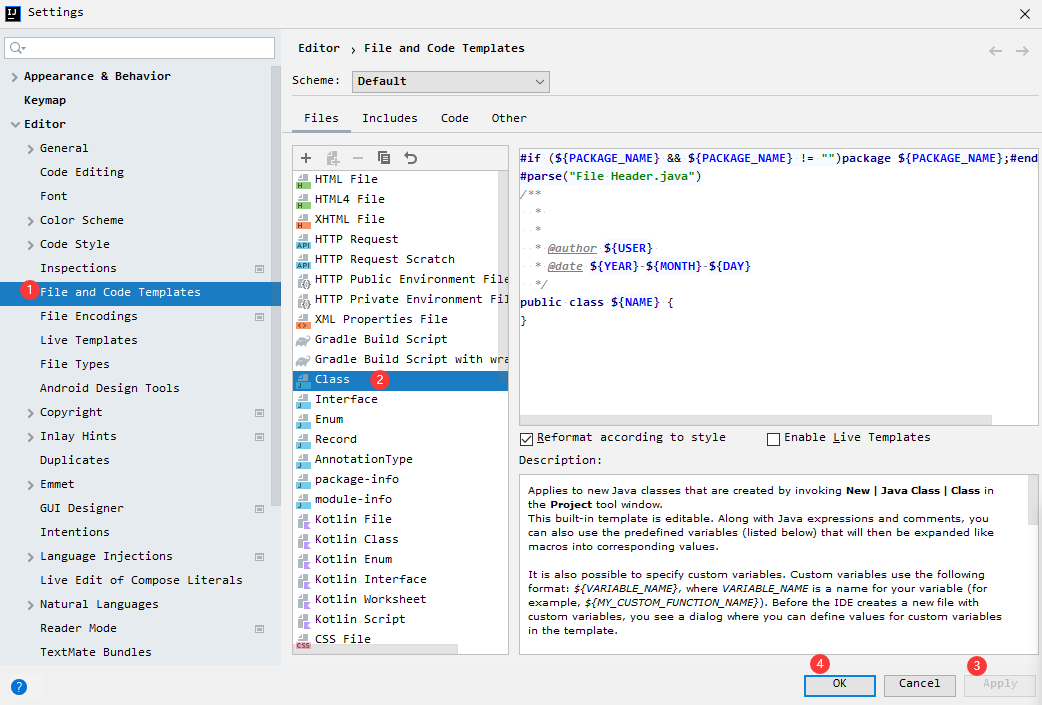 Settings
Appearance & Behavior
Keymap
Editor
General
Code Editing
Font
Color Scheme
Code Style
Inspections
1 File and Code Templates
File Encodings
Live Templates
File Types
Android Design Tools
Copyright
Inlay Hints
Duplicates
Emmet
GUI Designer
Intentions
Language Injections
Live Edit of Compose Literals
Natural Languages
Reader Mode
TextMate Bundles
Editor › File and Code Templates
Scheme: Default
Files Includes Code Other
HTML File
HTML4 File
XHTML File
HTTP Request
HTTP Request Scratch
HTTP Public Environment File
HTTP Private Environment Fil
XML Properties File
Gradle Build Script
Gradle Build Script with wra
Class 2
Interface
Enum
Record
AnnotationType
package-info
module-info
Kotlin File
Kotlin Class
Kotlin Enum
Kotlin Interface
Kotlin Worksheet
Kotlin Script
CSS File
#if (${PACKAGE_NAME} && ${PACKAGE_NAME} != "")package ${PACKAGE_NAME};#end
#parse("File Header.java")
/**
*
*
* @author ${USER}
* @date ${YEAR}-${MONTH}-${DAY}
*/
public class ${NAME} {
}
Reformat according to style Enable Live Templates
Description:
Applies to new Java classes that are created by invoking New | Java Class | Class in
the Project tool window.
This built-in template is editable. Along with Java expressions and comments, you
can also use the predefined variables (listed below) that will then be expanded like
macros into corresponding values.
It is also possible to specify custom variables. Custom variables use the following
format: ${VARIABLE_NAME}, where VARIABLE_NAME is a name for your variable (for
example, ${MY_CUSTOM_FUNCTION_NAME}). Before the IDE creates a new file with
custom variables, you see a dialog where you can define values for custom variables
in the template.
4 3
? OK Cancel Apply